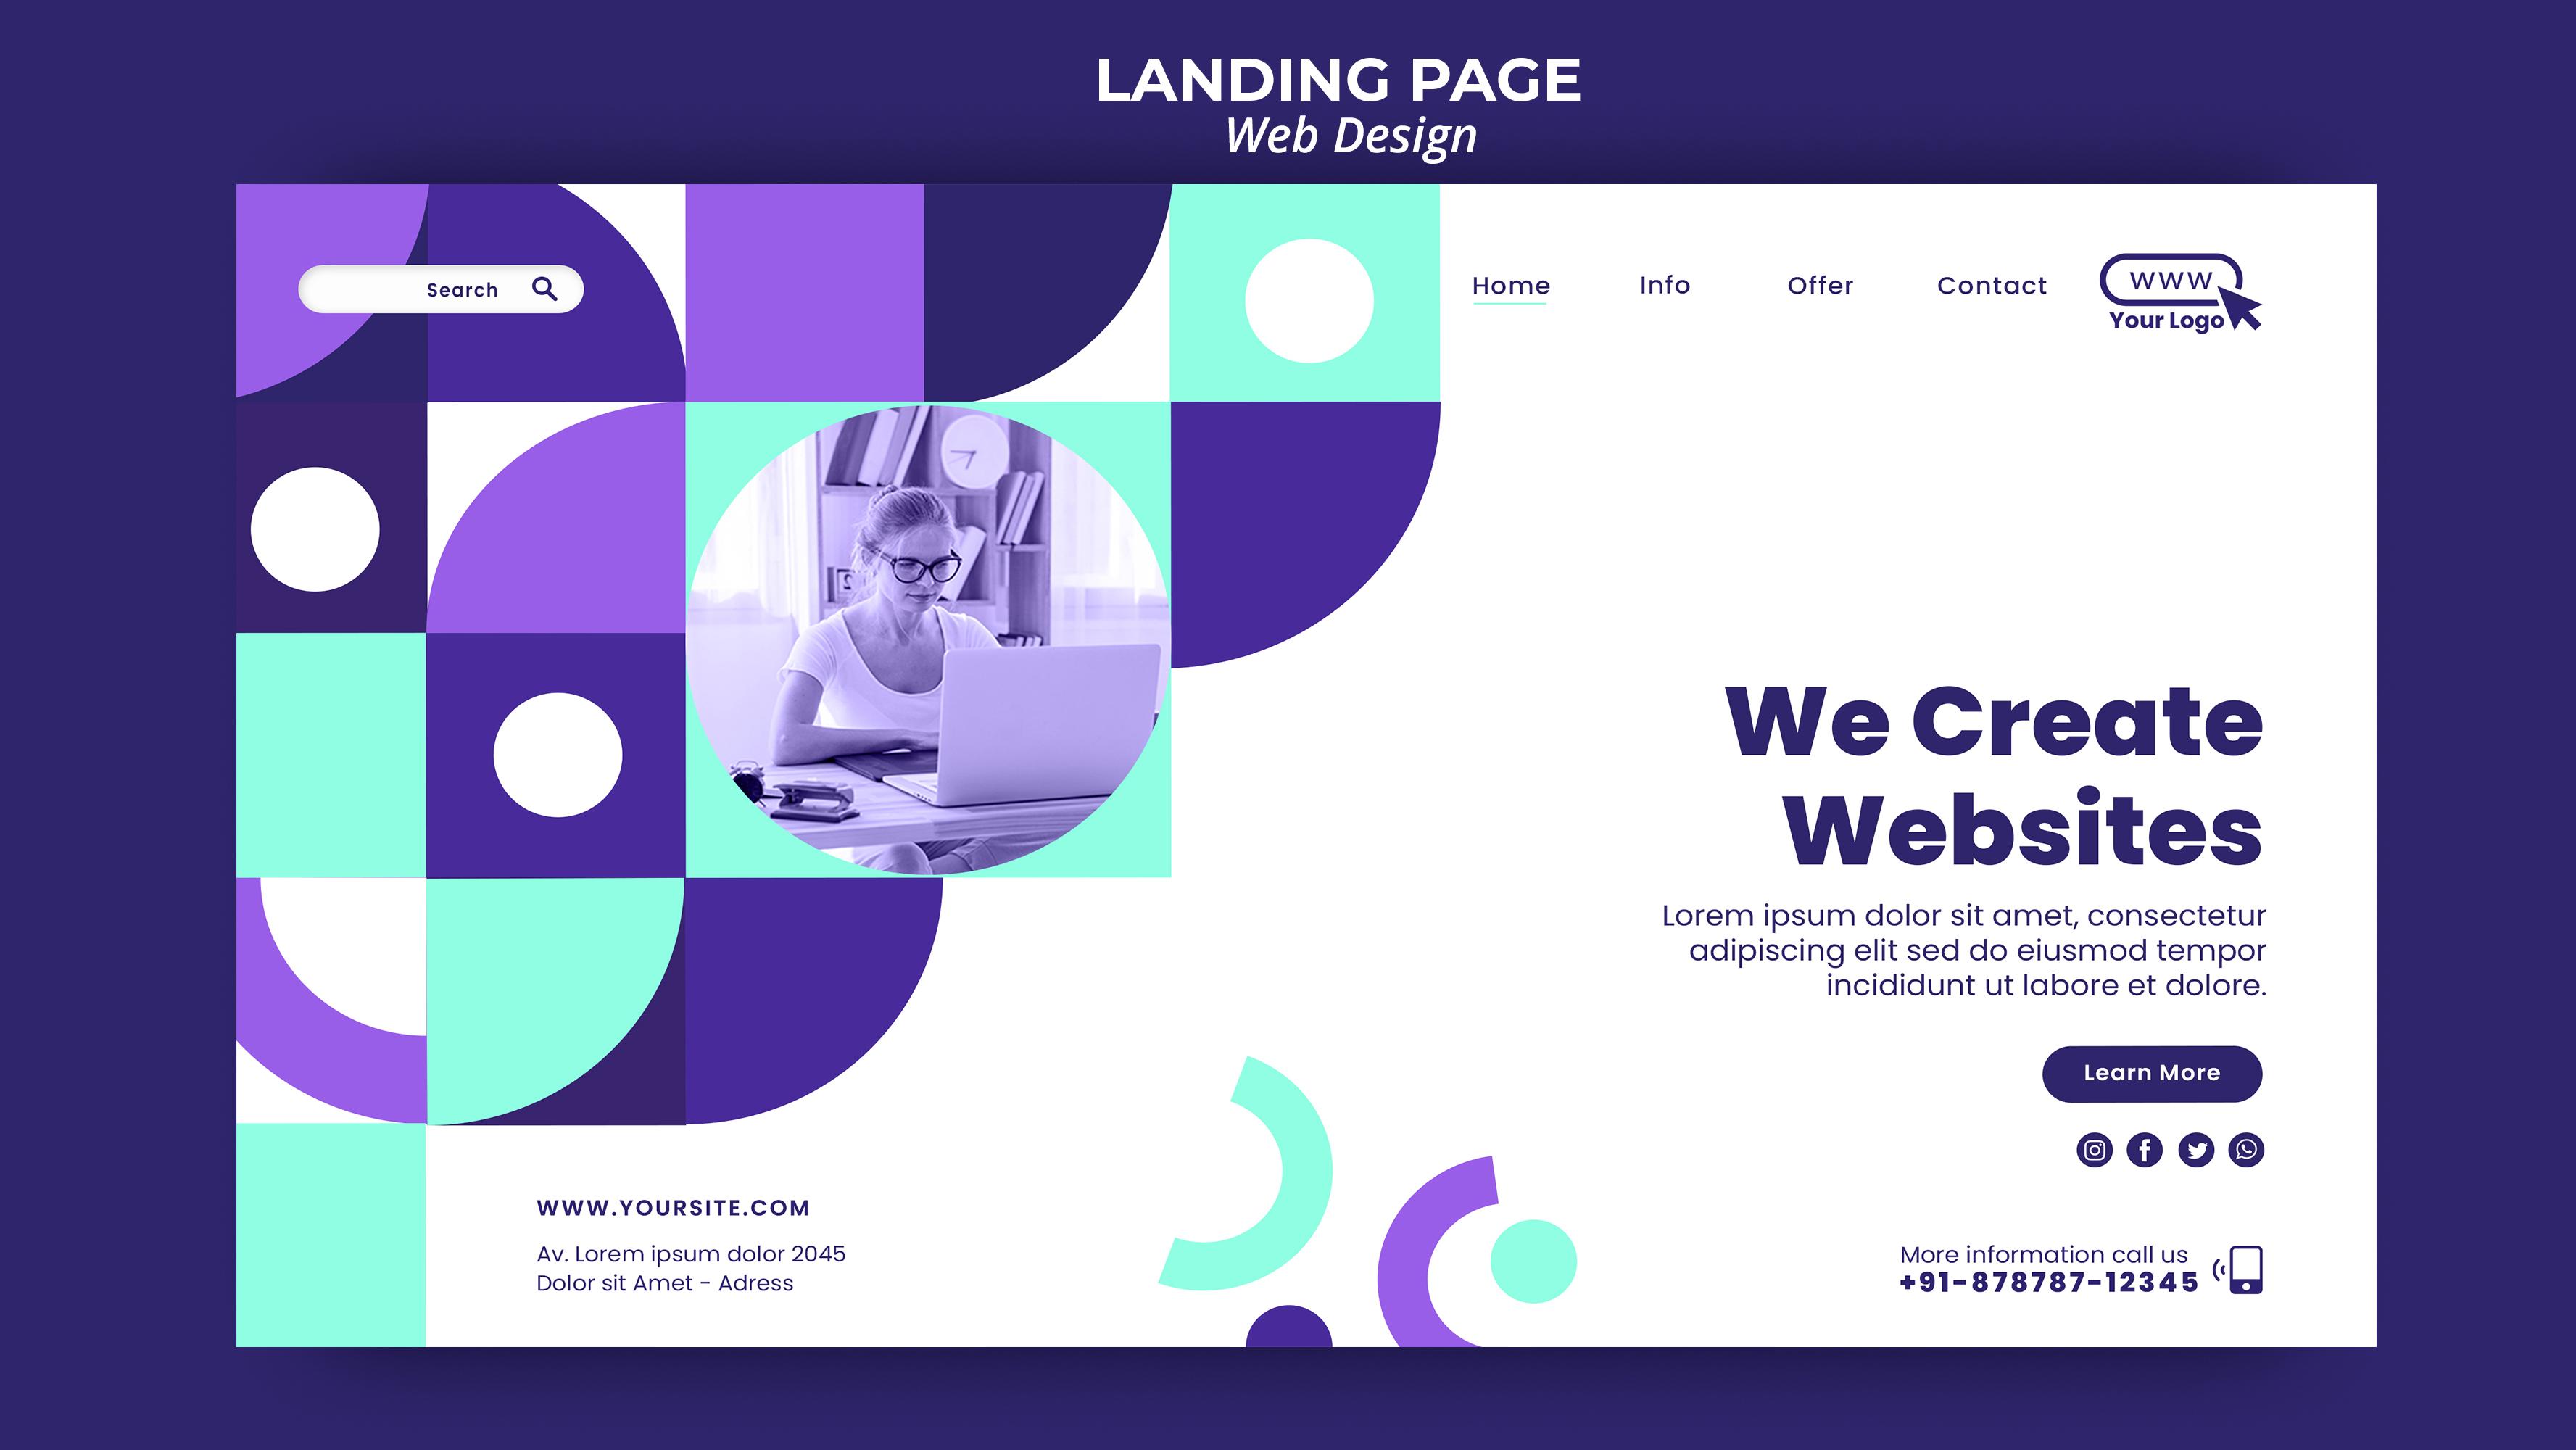 LANDING PAGE
Web Design
Search
Home
Info
Offer
Contact
WWW
Your Logo
We Create
Websites
Lorem ipsum dolor sit amet, consectetur
adipiscing elit sed do eiusmod tempor
incididunt ut labore et dolore.
Learn More
WWW.YOURSITE.COM
Av. Lorem ipsum dolor 2045
Dolor sit Amet - Adress
More information call us
+91-878787-12345